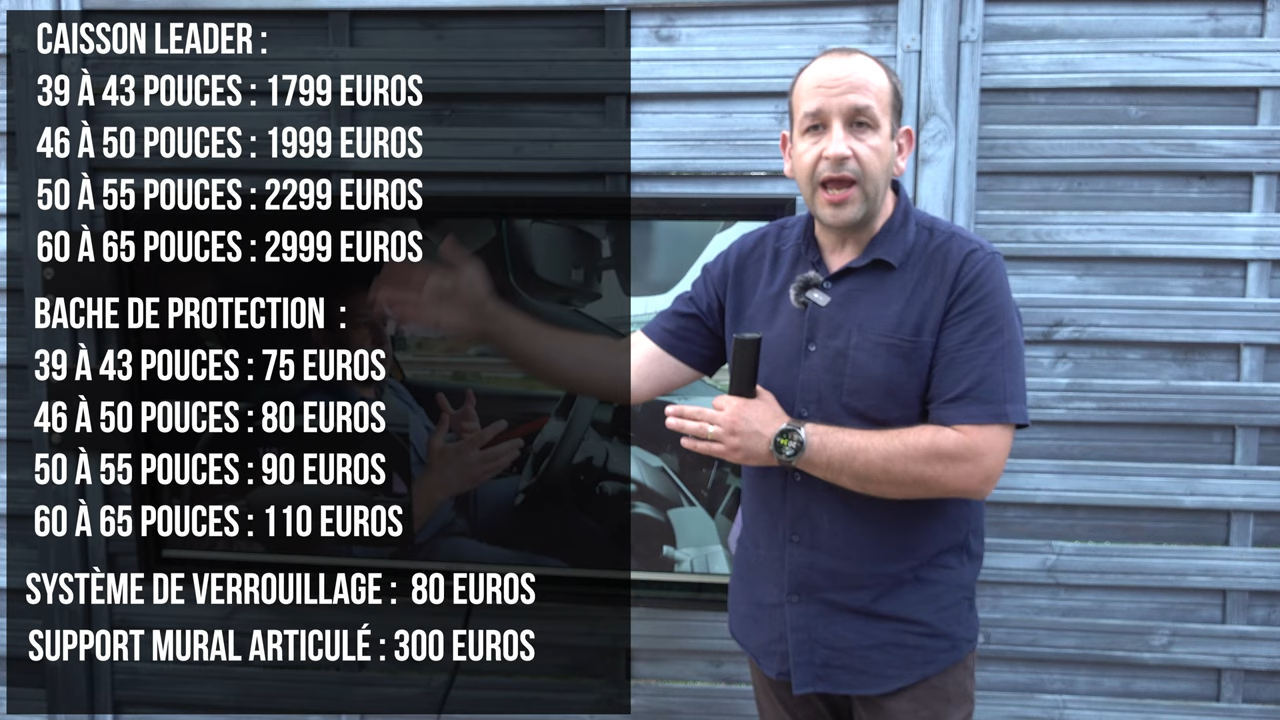 CAISSON LEADER :
39 À 43 POUCES : 1799 EUROS
46 À 50 POUCES : 1999 EUROS
50 À 55 POUCES : 2299 EUROS
60 À 65 POUCES : 2999 EUROS
BACHE DE PROTECTION :
39 À 43 POUCES : 75 EUROS
46 À 50 POUCES : 80 EUROS
50 À 55 POUCES : 90 EUROS
60 À 65 POUCES : 110 EUROS
SYSTÈME DE VERROUILLAGE : 80 EUROS
SUPPORT MURAL ARTICULÉ : 300 EUROS